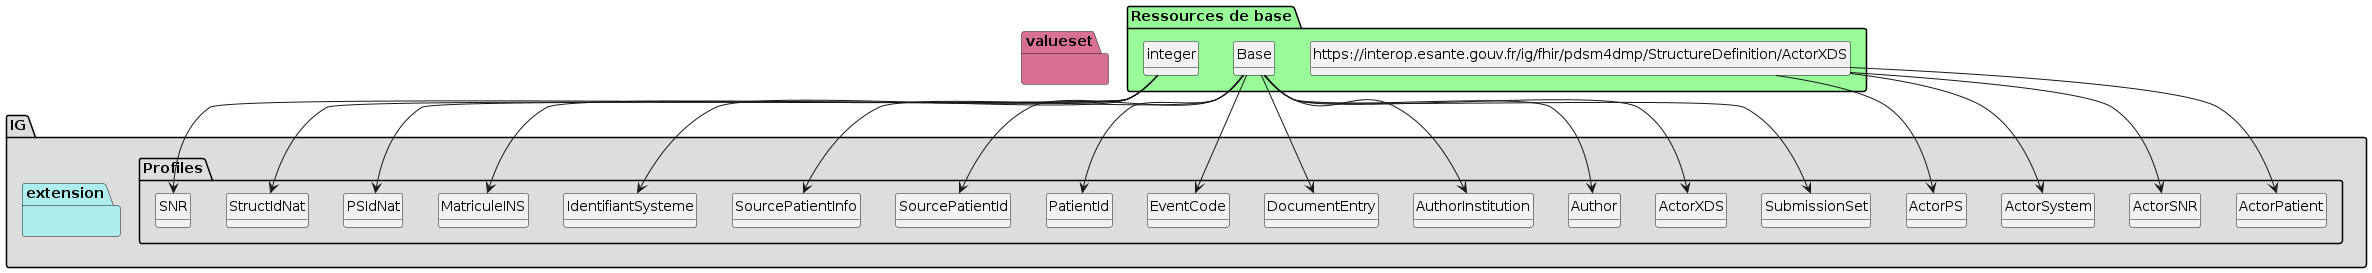 Ressources de base
valueset
integer
Base
https://interop.esante.gouv.fr/ig/fhir/pdsm4dmp/StructureDefinition/ActorXDS
IG
Profiles
extension
SNR
StructIdNat
PSIdNat
MatriculeINS
IdentifiantSysteme
SourcePatientInfo
SourcePatientId
PatientId
EventCode
DocumentEntry
AuthorInstitution
Author
ActorXDS
SubmissionSet
ActorPS
ActorSystem
ActorSNR
ActorPatient